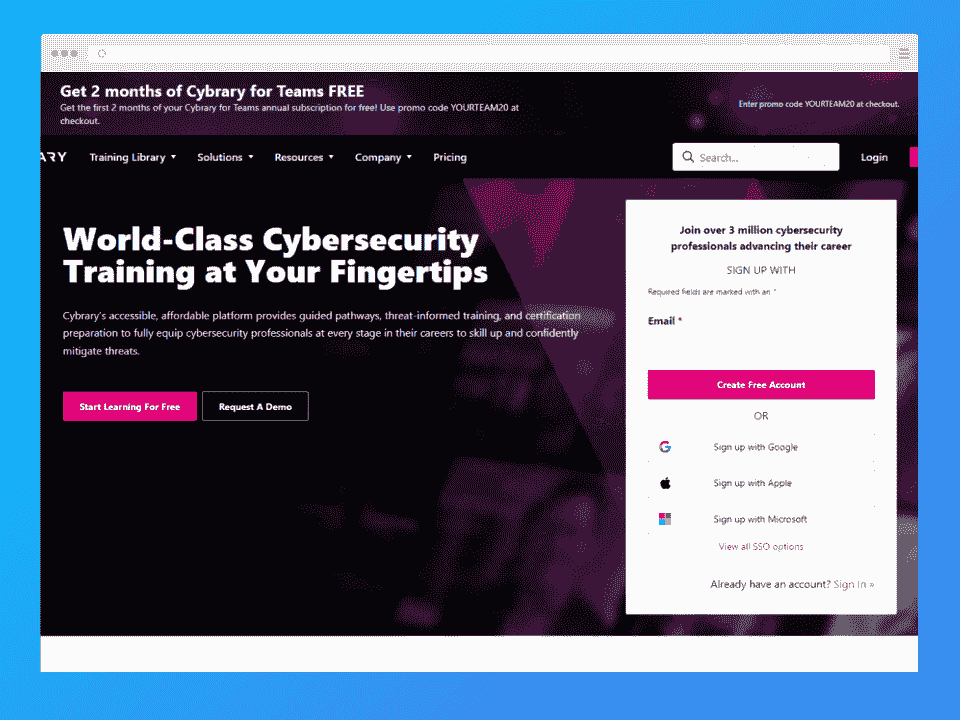 Get 2 months of Cybrary for Teams FREE
Get the first 2 months of your Cybrary for Teams annual subscription for free! Use promo code YOURTEAM20 at
checkout.
Enter promo code YOURTEAM20 at checkout.
ARY
Training Library
Solutions
Resources
Company
Pricing
Search...
Login
World-Class Cybersecurity
Training at Your Fingertips
Cybrary's accessible, affordable platform provides guided pathways, threat-informed training, and certification
preparation to fully equip cybersecurity professionals at every stage in their careers to skill up and confidently
mitigate threats.
Start Learning For Free
Request A Demo
Join over 3 million cybersecurity
professionals advancing their career
SIGN UP WITH
Required fields are marked with an *
Email *
Create Free Account
OR
Sign up with Google
Sign up with Apple
Sign up with Microsoft
View all SSO options
Already have an account? Sign In »